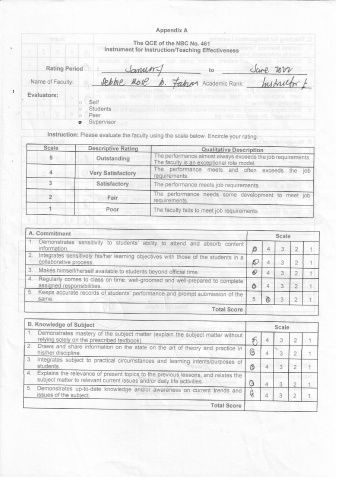 Appendix A
The QCE of the NBC No. 461
Instrument for Instruction/Teaching Effectiveness
Rating Period : January to June 2022
Name of Faculty: Debbie Rose Academic Rank: Instructor I
Evaluators:
Self
Students
Peer
Supervisor
Instruction: Please evaluate the faculty using the scale below. Encircle your rating.
Scale Descriptive Rating Qualitative Description
5 Outstanding The performance almost always exceeds the job requirements.
The faculty is an exceptional role model.
4 Very Satisfactory The performance meets and often exceeds the job
requirements.
3 Satisfactory The performance meets job requirements.
2 Fair The performance needs some development to meet job
requirements.
1 Poor The faculty fails to meet job requirements.
A. Commitment Scale
1. Demonstrates sensitivity to students' ability to attend and absorb content
information. 5 4 3 2 1
2. Integrates sensitively his/her learning objectives with those of the students in a
collaborative process. 5 4 3 2 1
3. Makes himself/herself available to students beyond official time. 5 4 3 2 1
4. Regularly comes to class on time, well-groomed and well-prepared to complete
assigned responsibilities. 5 4 3 2 1
5. Keeps accurate records of students' performance and prompt submission of the
same. 5 4 3 2 1
Total Score
B. Knowledge of Subject Scale
1. Demonstrates mastery of the subject matter (explain the subject matter without
relying solely on the prescribed textbook). 5 4 3 2 1
2. Draws and share information on the state on the art of theory and practice in
his/her discipline. 5 4 3 2 1
3. Integrates subject to practical circumstances and learning intents/purposes of
students. 5 4 3 2 1
4. Explains the relevance of present topics to the previous lessons, and relates the
subject matter to relevant current issues and/or daily life activities. 5 4 3 2 1
5. Demonstrates up-to-date knowledge and/or awareness on current trends and
issues of the subject. 5 4 3 2 1
Total Score